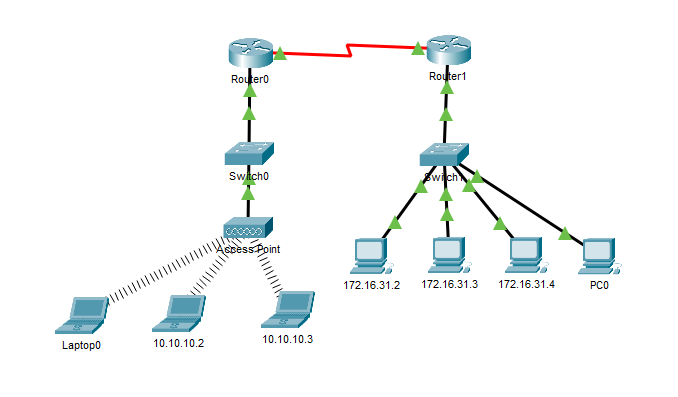 Router0
Router1
Switch0
Switch1
Access Point
172.16.31.2
172.16.31.3
172.16.31.4
PC0
Laptop0
10.10.10.2
10.10.10.3